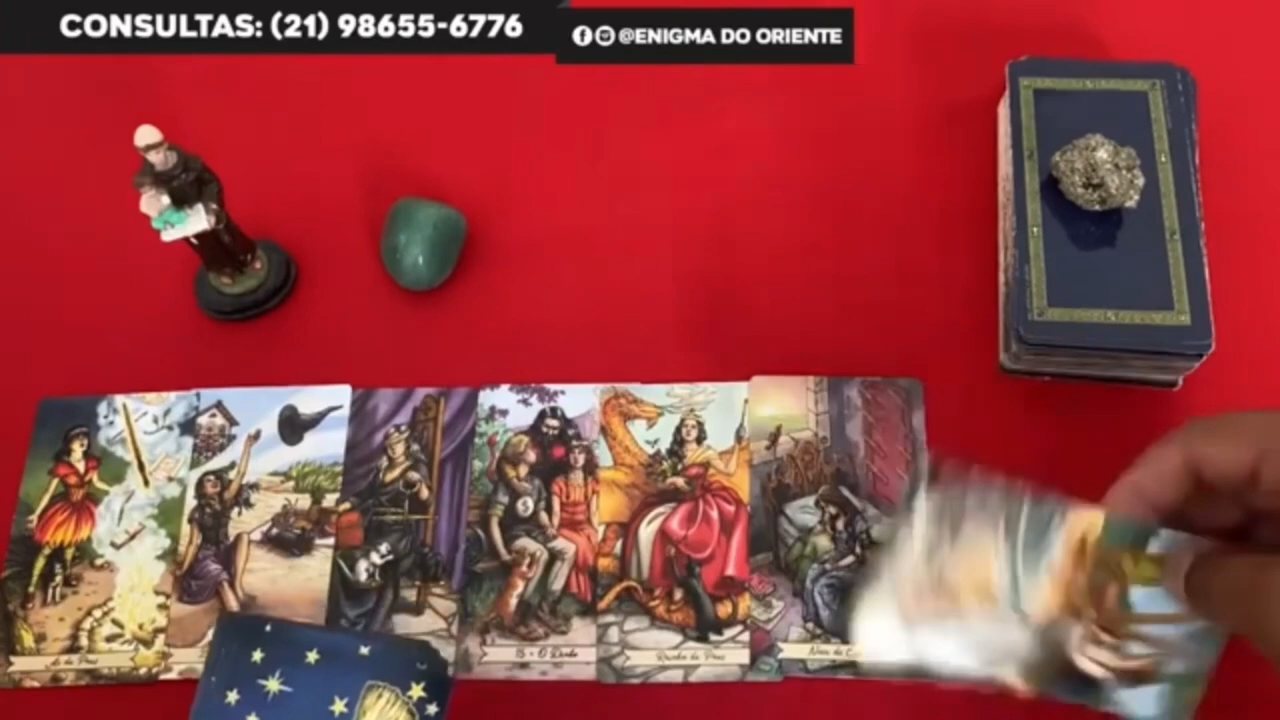 CONSULTAS: (21) 98655-6776
@ENIGMA DO ORIENTE
Ás de Paus
15 - O Diabo
Rainha de Paus